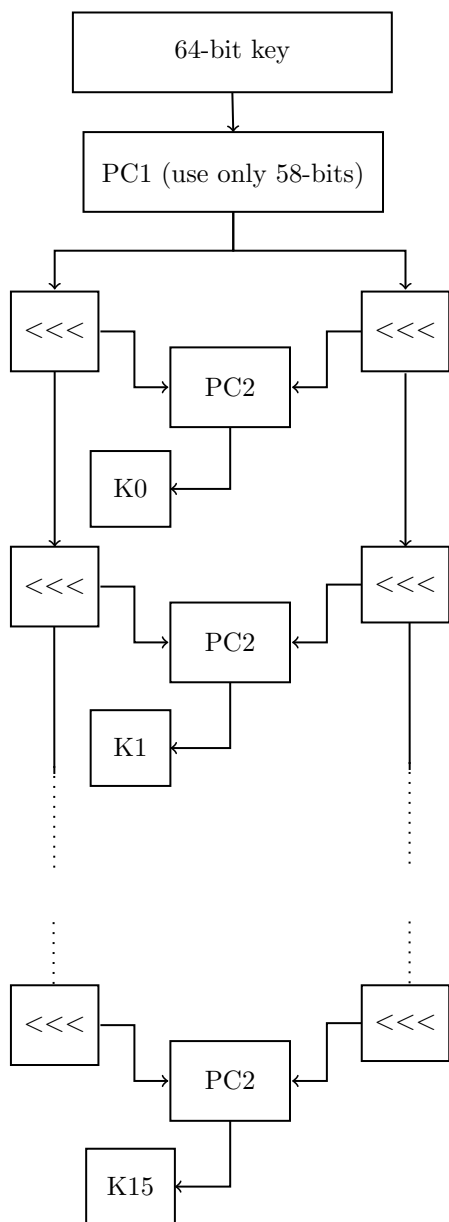 64-bit key
PC1 (use only 58-bits)
<<<
<<<
PC2
K0
<<<
<<<
PC2
K1
<<<
<<<
PC2
K15